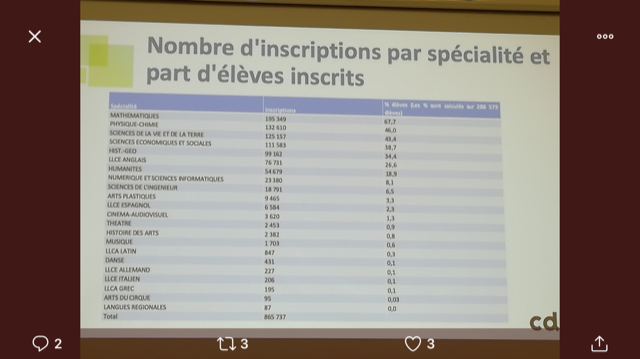 Nombre d'inscriptions par spécialité et
part d'élèves inscrits
Spécialité inscriptions % élèves (Les % sont calculés sur 288 579 élèves)
MATHEMATIQUES 195 349 67,7
PHYSIQUE-CHIMIE 132 610 46,0
SCIENCES DE LA VIE ET DE LA TERRE 125 157 43,4
SCIENCES ECONOMIQUES ET SOCIALES 111 583 38,7
HIST.-GEO 99 162 34,4
LLCE ANGLAIS 76 731 26,6
HUMANITES 54 679 18,9
NUMERIQUE ET SCIENCES INFORMATIQUES 23 380 8,1
SCIENCES DE L'INGENIEUR 18 791 6,5
ARTS PLASTIQUES 9 465 3,3
LLCE ESPAGNOL 6 584 2,3
CINEMA-AUDIOVISUEL 3 620 1,3
THEATRE 2 453 0,9
HISTOIRE DES ARTS 2 382 0,8
MUSIQUE 1 703 0,6
LLCA LATIN 847 0,3
DANSE 431 0,1
LLCE ALLEMAND 227 0,1
LLCE ITALIEN 206 0,1
LLCA GREC 195 0,1
ARTS DU CIRQUE 95 0,03
LANGUES REGIONALES 87 0,0
Total 865 737
cd
2 3 3